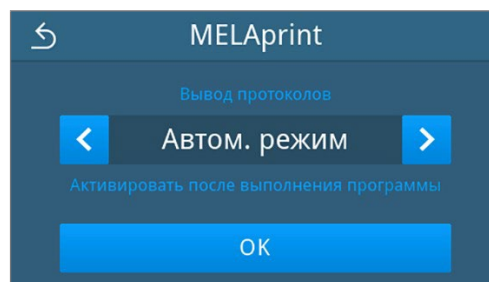 MELAprint
Вывод протоколов
Автом. режим
Активировать после выполнения программы
OK